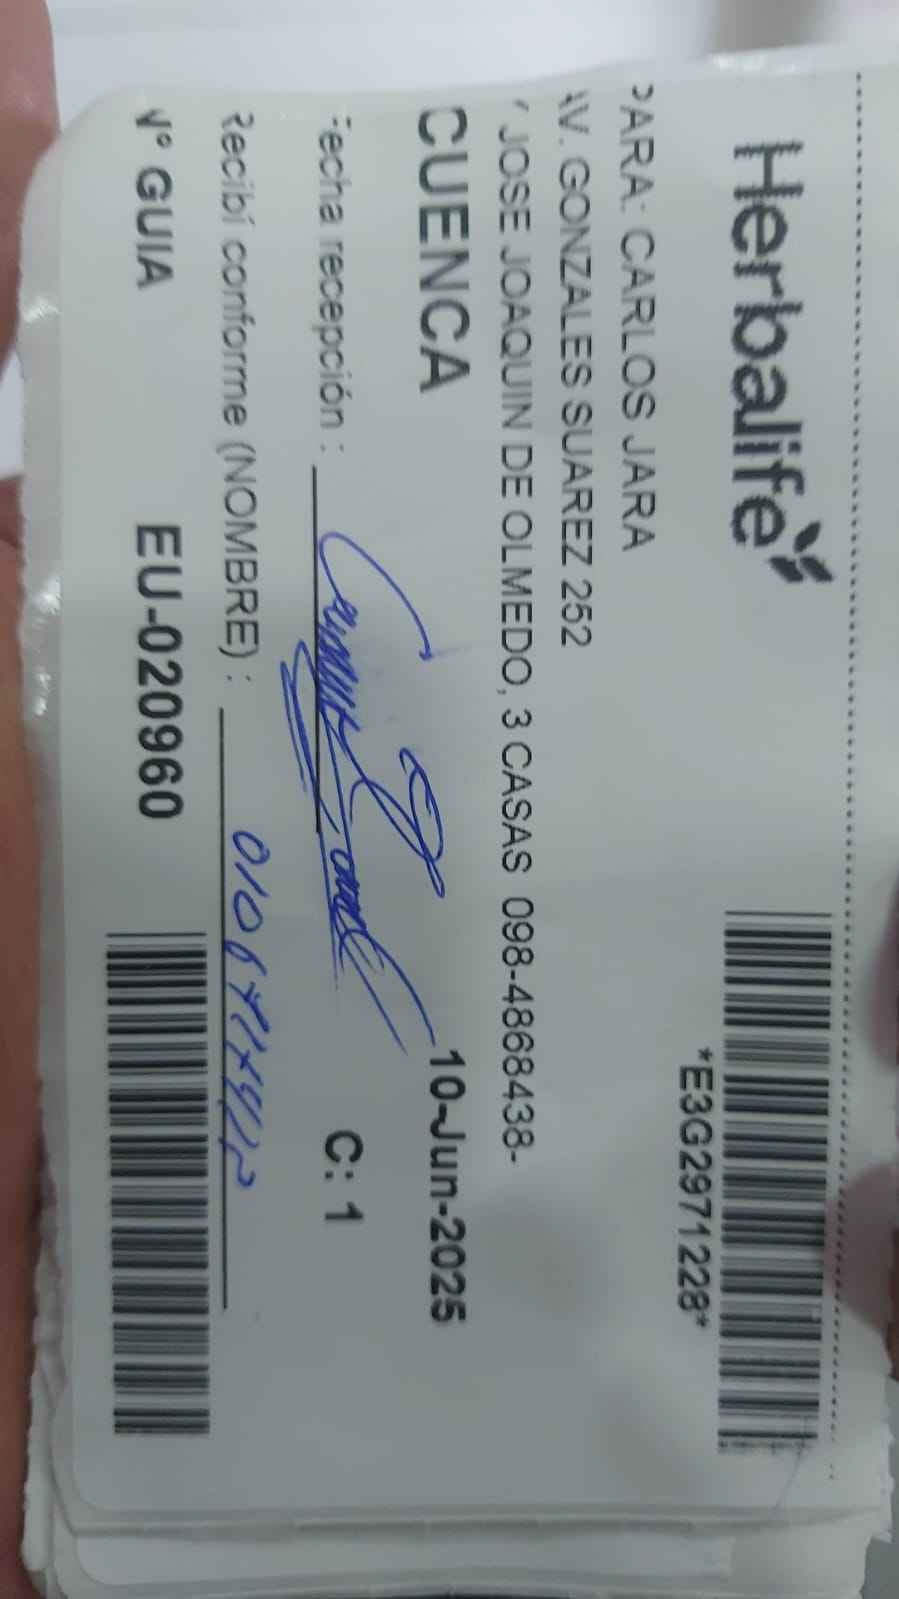 Herbalife
*E3G2971228*
PARA: CARLOS JARA
AV. GONZALES SUAREZ 252
Y JOSE JOAQUIN DE OLMEDO, 3 CASAS 098-4868438-
CUENCA
10-Jun-2025
Fecha recepción :
C: 1
Recibí conforme (NOMBRE) :
N° GUIA EU-020960